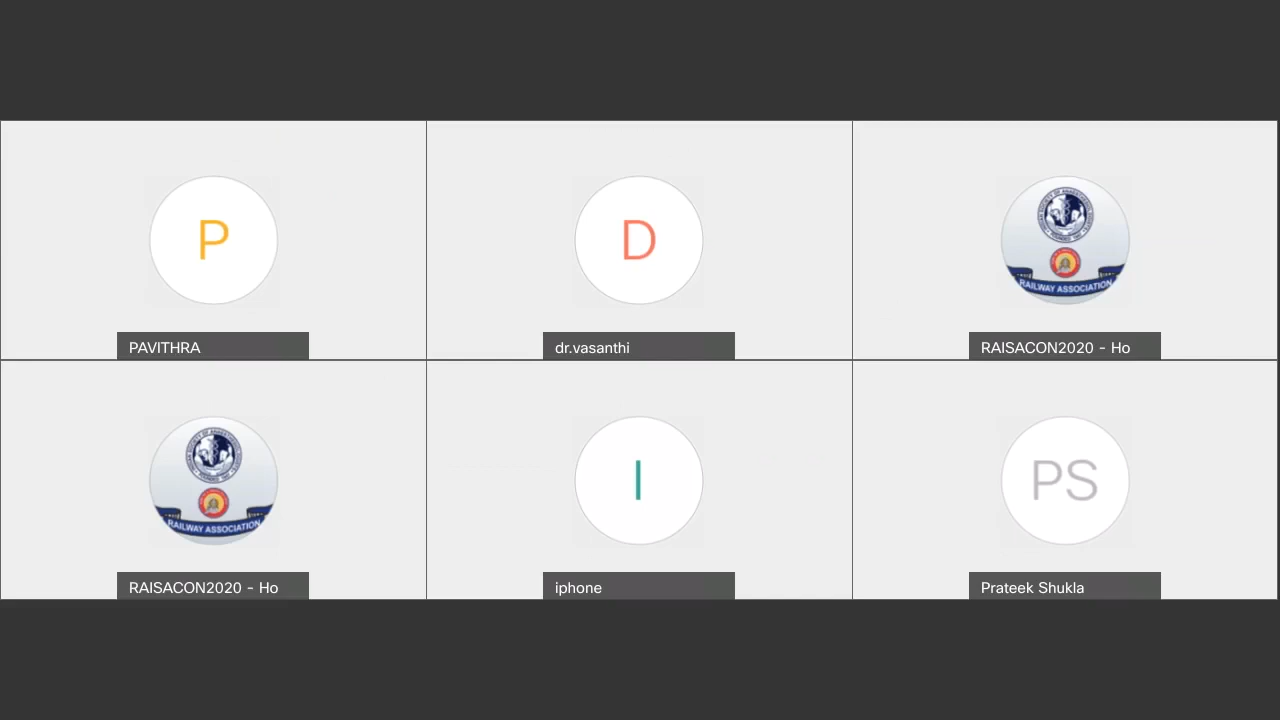 P
PAVITHRA
D
dr.vasanthi
RAILWAY ASSOCIATION
RAISACON2020 - Ho
RAILWAY ASSOCIATION
RAISACON2020 - Ho
I
iphone
PS
Prateek Shukla